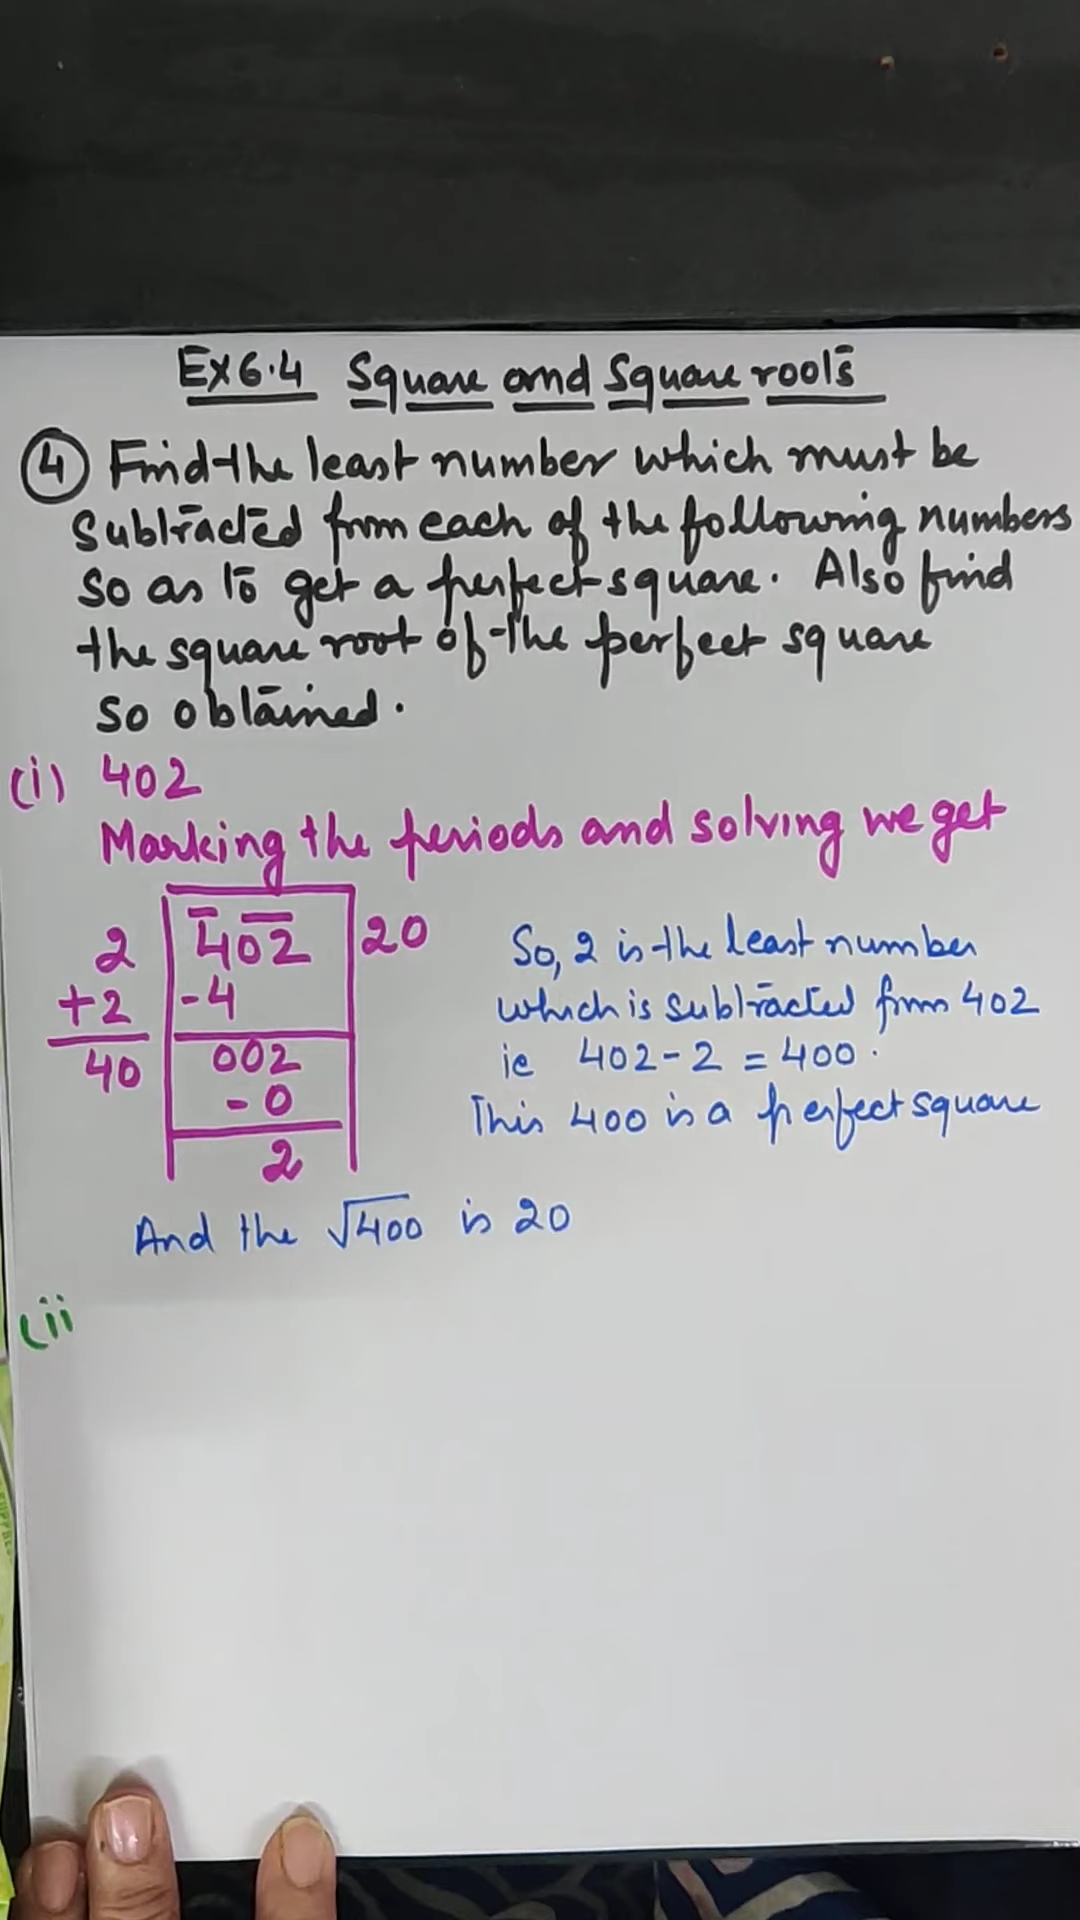 Ex 6.4 Square and Square roots
4 Find the least number which must be
Subtracted from each of the following numbers
so as to get a perfect square. Also find
the square root of the perfect square
so obtained.
(i) 402
Marking the periods and solving we get
2 402 20
+2 -4
40 002
-0
2
So, 2 is the least number
which is subtracted from 402
ie 402-2 = 400.
This 400 is a perfect square
And the √400 is 20
(ii